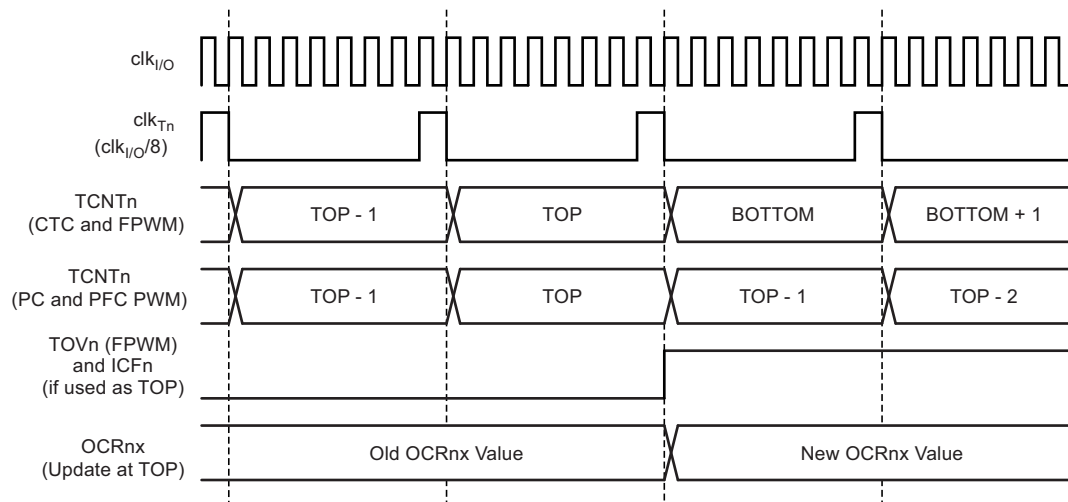 clkI/O
clkTn
(clkI/O/8)
TCNTn
(CTC and FPWM)
TOP - 1
TOP
BOTTOM
BOTTOM + 1
TCNTn
(PC and PFC PWM)
TOP - 1
TOP
TOP - 1
TOP - 2
TOVn (FPWM)
and ICFn
(if used as TOP)
OCRnx
(Update at TOP)
Old OCRnx Value
New OCRnx Value